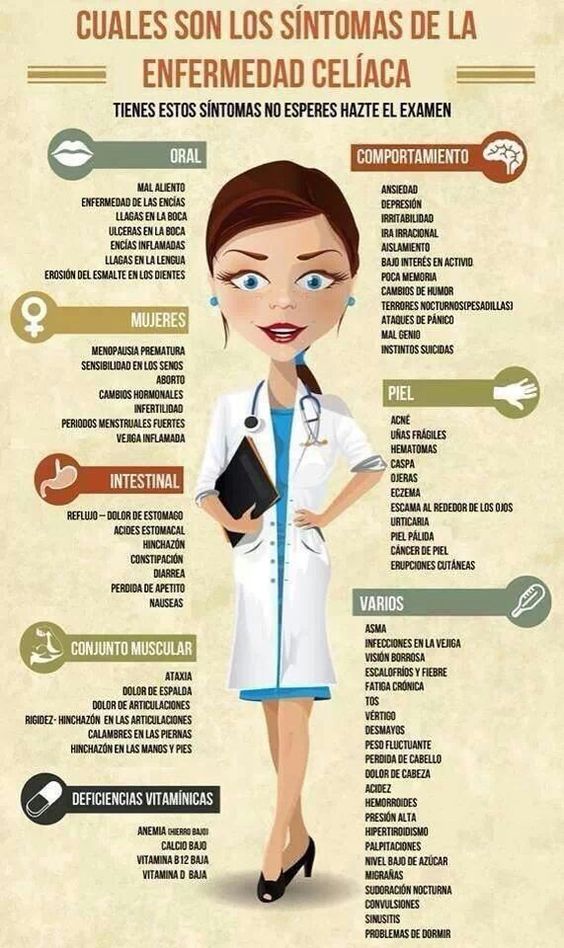 CUALES SON LOS SÍNTOMAS DE LA
ENFERMEDAD CELÍACA
TIENES ESTOS SÍNTOMAS NO ESPERES HAZTE EL EXAMEN
ORAL
MAL ALIENTO
ENFERMEDAD DE LAS ENCÍAS
LLAGAS EN LA BOCA
ULCERAS EN LA BOCA
ENCÍAS INFLAMADAS
LLAGAS EN LA LENGUA
EROSIÓN DEL ESMALTE EN LOS DIENTES
MUJERES
MENOPAUSIA PREMATURA
SENSIBILIDAD EN LOS SENOS
ABORTO
CAMBIOS HORMONALES
INFERTILIDAD
PERIODOS MENSTRUALES FUERTES
VEJIGA INFLAMADA
INTESTINAL
REFLUJO – DOLOR DE ESTOMAGO
ACIDES ESTOMACAL
HINCHAZÓN
CONSTIPACIÓN
DIARREA
PERDIDA DE APETITO
NAUSEAS
CONJUNTO MUSCULAR
ATAXIA
DOLOR DE ESPALDA
DOLOR DE ARTICULACIONES
RIGIDEZ- HINCHAZÓN EN LAS ARTICULACIONES
CALAMBRES EN LAS PIERNAS
HINCHAZÓN EN LAS MANOS Y PIES
DEFICIENCIAS VITAMÍNICAS
ANEMIA (HIERRO BAJO)
CALCIO BAJO
VITAMINA B12 BAJA
VITAMINA D BAJA
COMPORTAMIENTO
ANSIEDAD
DEPRESIÓN
IRRITABILIDAD
IRA IRRACIONAL
AISLAMIENTO
BAJO INTERÉS EN ACTIVID
POCA MEMORIA
CAMBIOS DE HUMOR
TERRORES NOCTURNOS(PESADILLAS)
ATAQUES DE PÁNICO
MAL GENIO
INSTINTOS SUICIDAS
PIEL
ACNÉ
UÑAS FRÁGILES
HEMATOMAS
CASPA
OJERAS
ECZEMA
ESCAMA AL REDEDOR DE LOS OJOS
URTICARIA
PIEL PÁLIDA
CÁNCER DE PIEL
ERUPCIONES CUTÁNEAS
VARIOS
ASMA
INFECCIONES EN LA VEJIGA
VISIÓN BORROSA
ESCALOFRÍOS Y FIEBRE
FATIGA CRÓNICA
TOS
VÉRTIGO
DESMAYOS
PESO FLUCTUANTE
PERDIDA DE CABELLO
DOLOR DE CABEZA
ACIDEZ
HEMORROIDES
PRESIÓN ALTA
HIPERTIROIDISMO
PALPITACIONES
NIVEL BAJO DE AZÚCAR
MIGRAÑAS
SUDORACIÓN NOCTURNA
CONVULSIONES
SINUSITIS
PROBLEMAS DE DORMIR